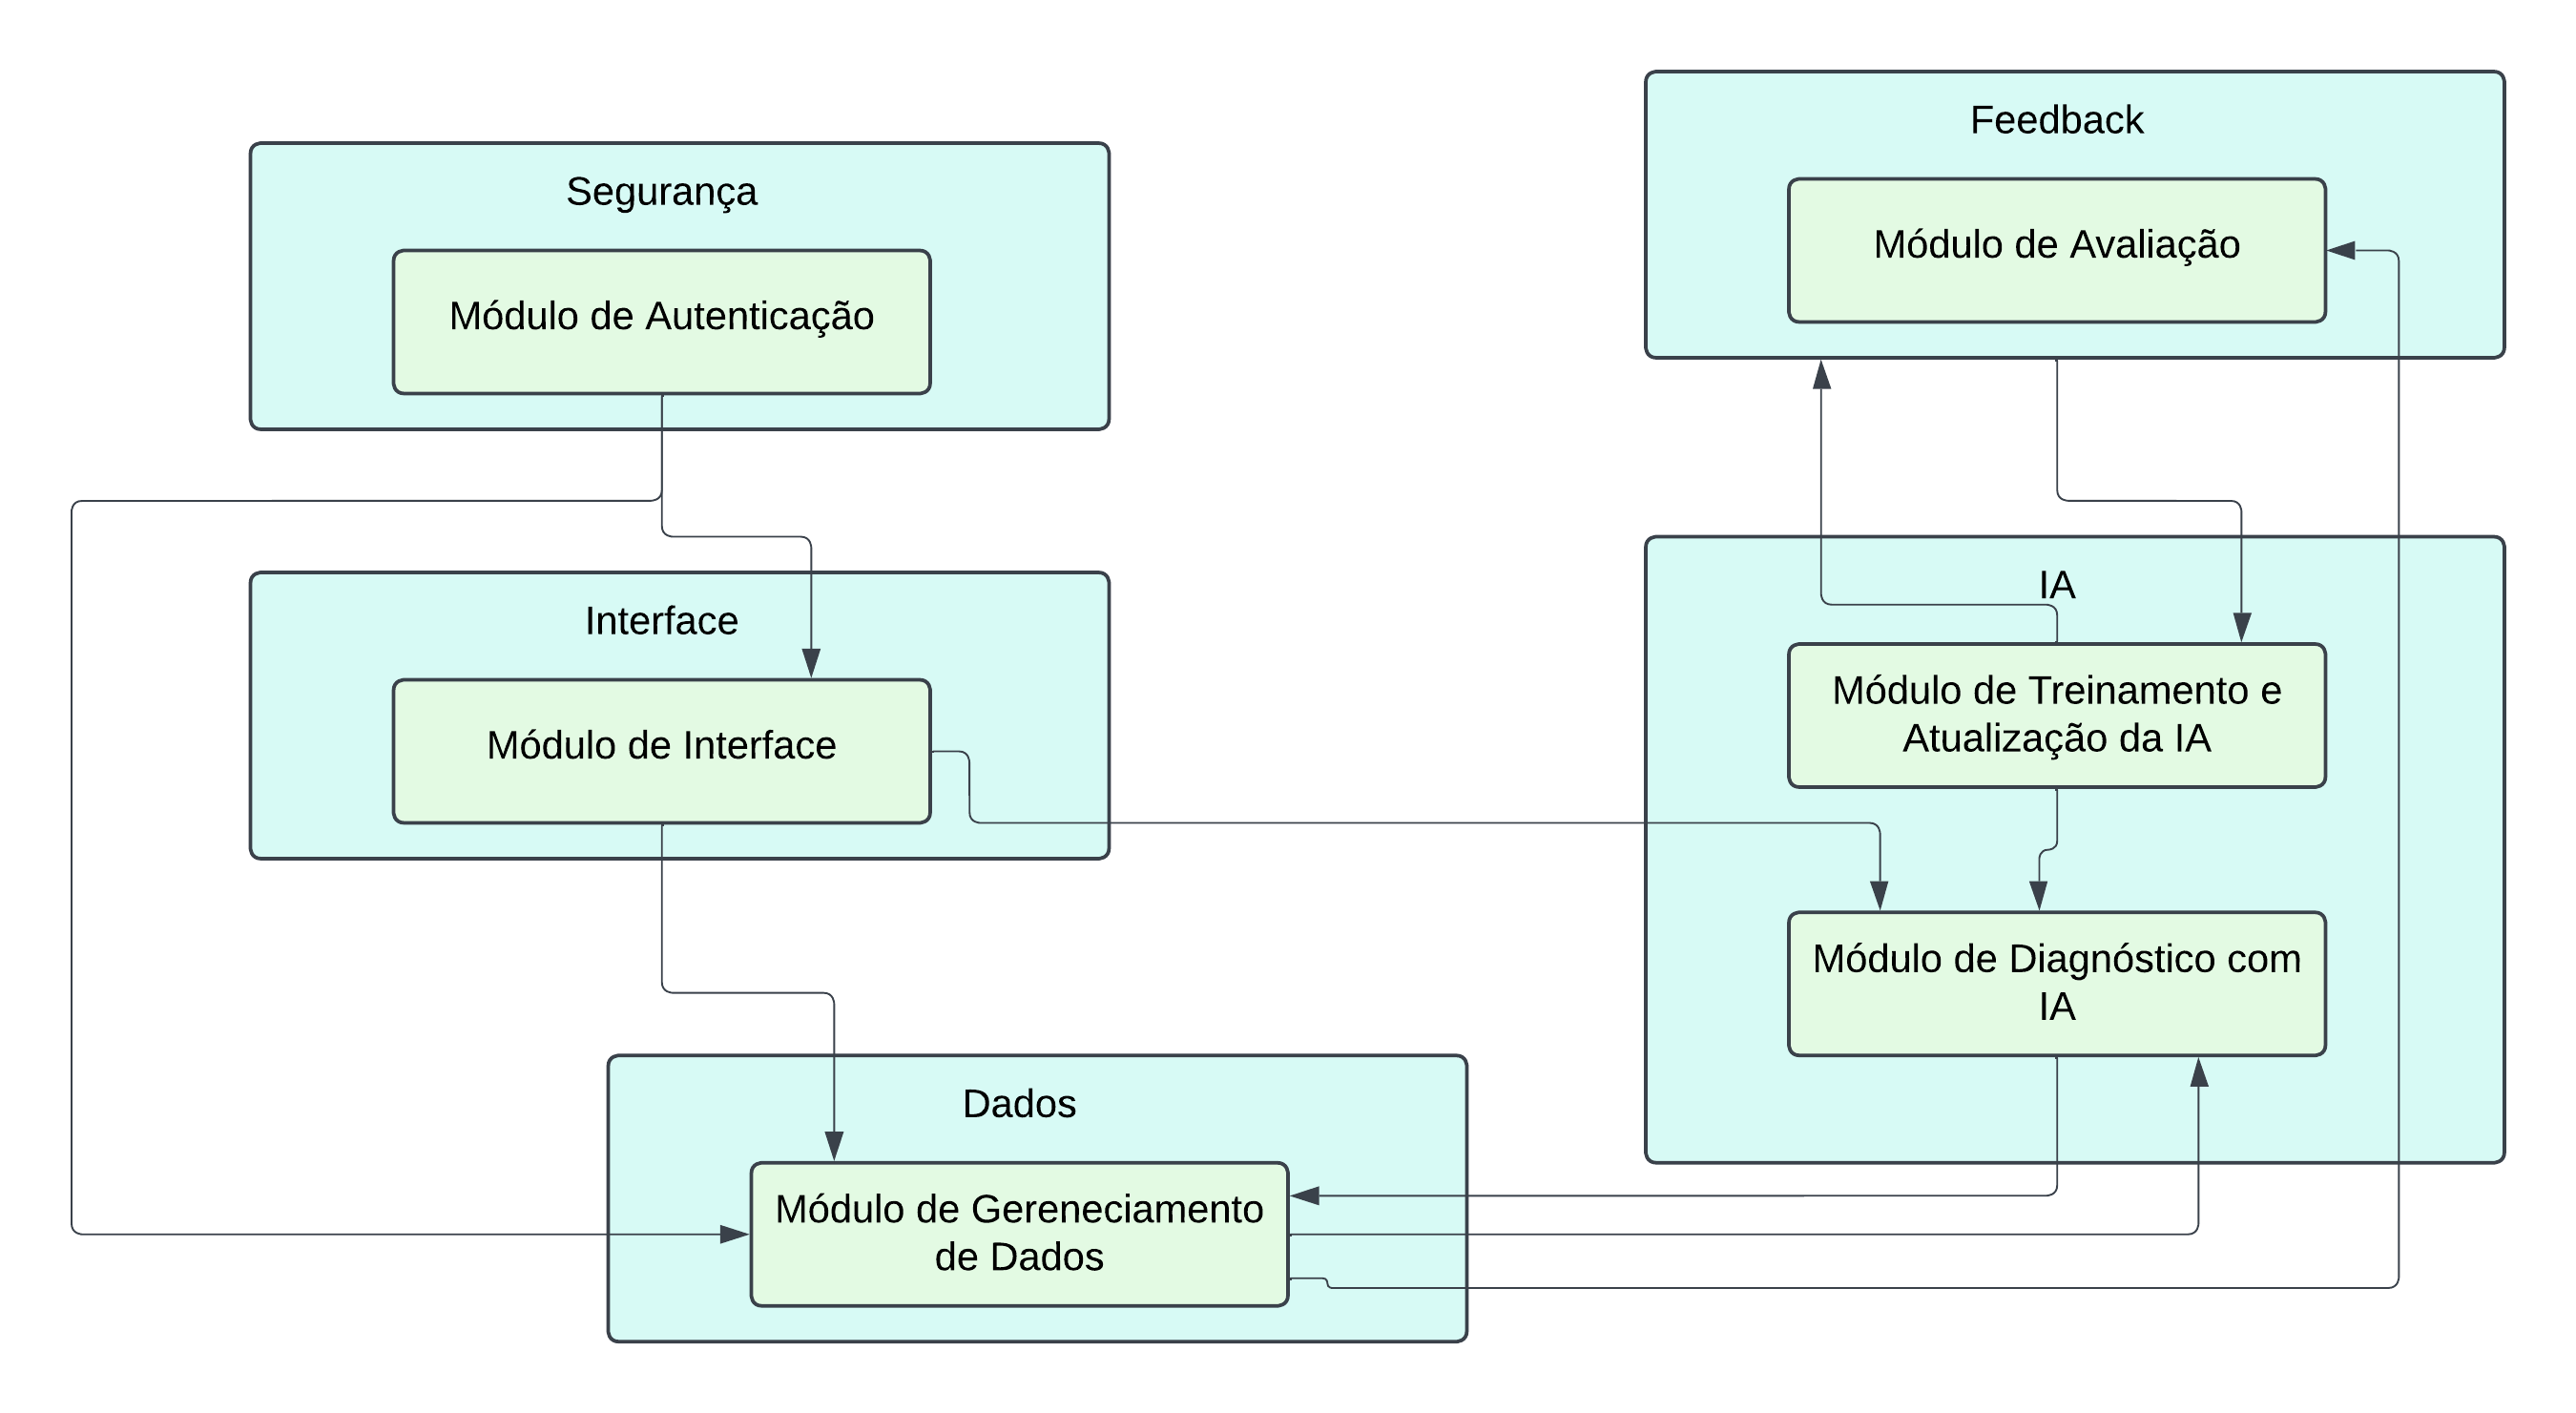 Segurança
Módulo de Autenticação
Interface
Módulo de Interface
Dados
Módulo de Gereneciamento
de Dados
Feedback
Módulo de Avaliação
IA
Módulo de Treinamento e
Atualização da IA
Módulo de Diagnóstico com
IA